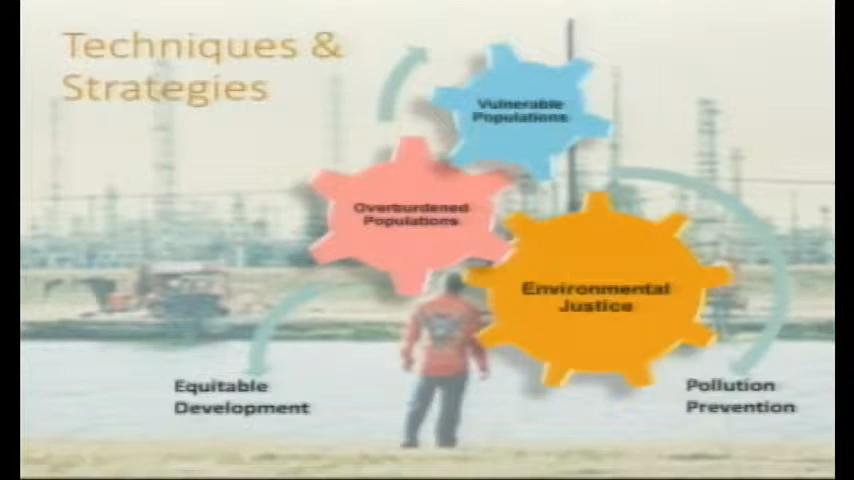 Techniques &
Strategies
Vulnerable
Populations
Overburdened
Populations
Environmental
Justice
Equitable
Development
Pollution
Prevention